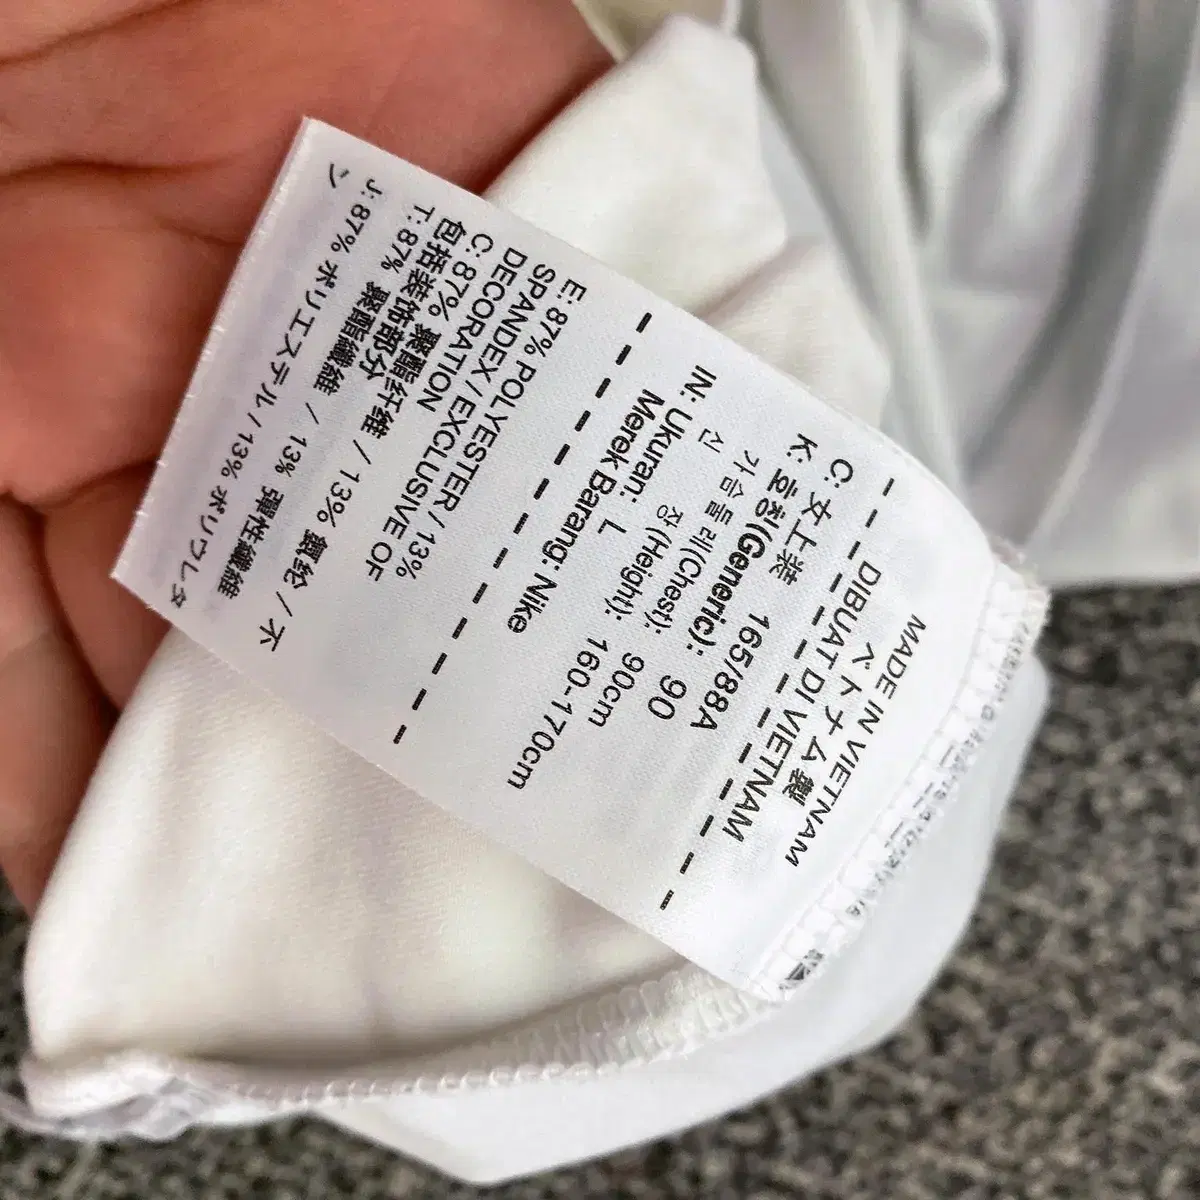 MADE IN VIETNAM
ベトナム製
DIBUAT DI VIETNAM
C: 女上装 165/88A
K: 호칭(Generic): 90
가슴둘레(Chest): 90cm
신 장(Height): 160-170cm
IN: Ukuran: L
Merek Barang: Nike
E: 87% POLYESTER / 13%
SPANDEX / EXCLUSIVE OF
DECORATION
C: 87% 聚酯纤维 / 13% 氨纶 / 不
包括装饰部分
T: 87% 聚酯纖維 / 13% 彈性纖維
J: 87% ポリエステル / 13% ポリウレタ
ン